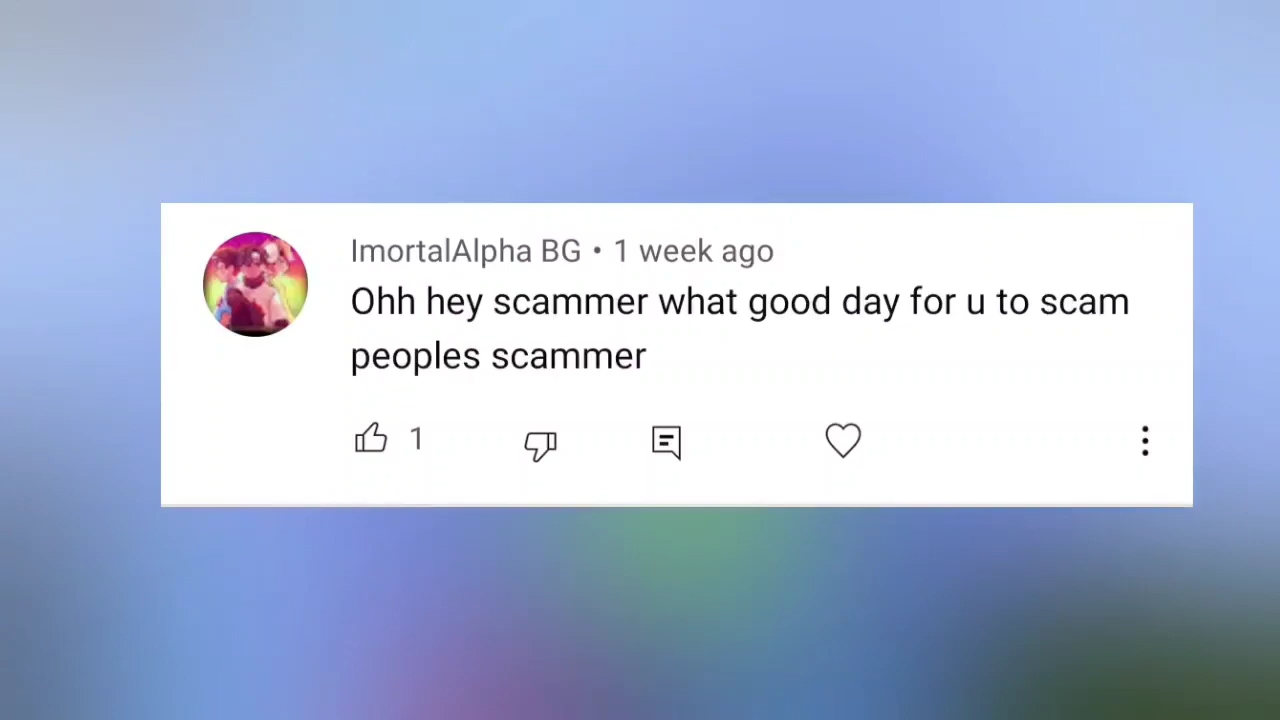 ImortalAlpha BG • 1 week ago
Ohh hey scammer what good day for u to scam
peoples scammer
1